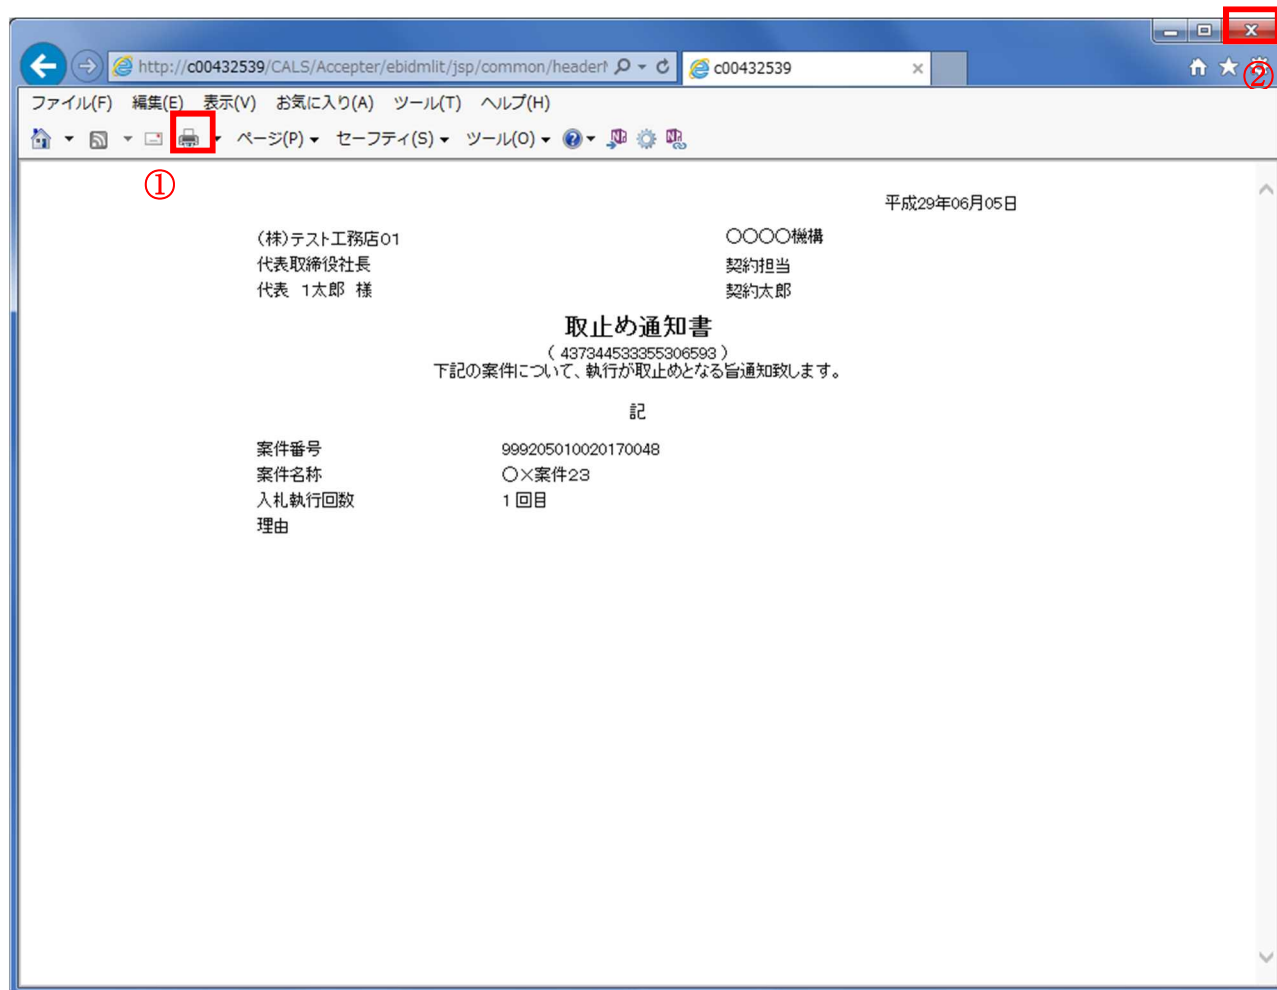 http://c00432539/CALS/Accepter/ebidmlit/jsp/common/header
c00432539
②
ファイル(F) 編集(E) 表示(V) お気に入り(A) ツール(T) ヘルプ(H)
ページ(P) セーフティ(S) ツール(O)
①
平成29年06月05日
(株)テスト工務店01 〇〇〇〇機構
代表取締役社長 契約担当
代表 1太郎 様 契約太郎
取止め通知書
( 437344533355306593 )
下記の案件について、執行が取止めとなる旨通知致します。
記
案件番号 999205010020170048
案件名称 〇×案件23
入札執行回数 1回目
理由